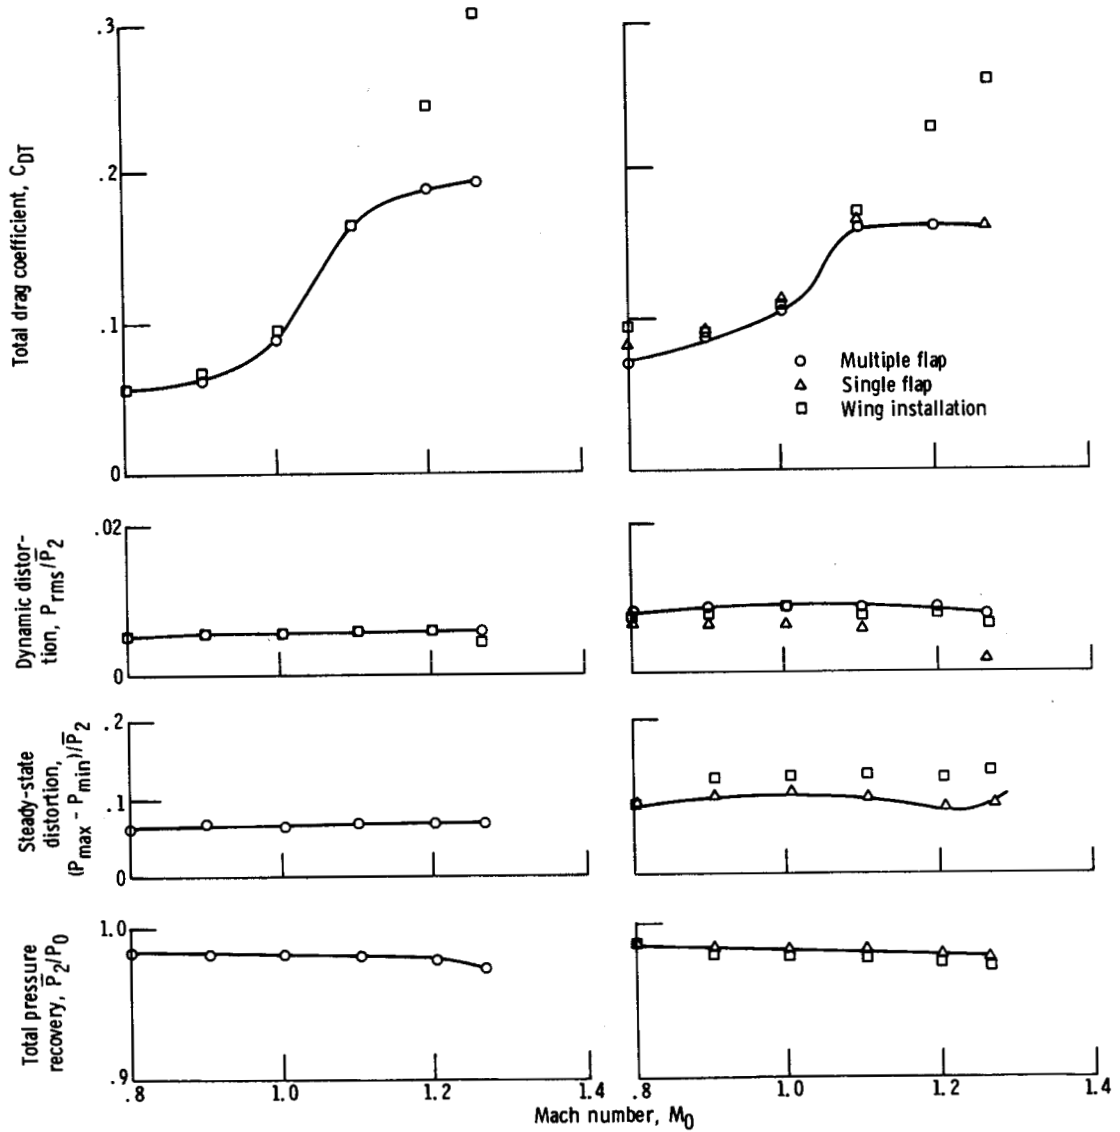 .3
.2
.1
0
Total drag coefficient, C_DT
Multiple flap
Single flap
Wing installation
.02
0
Dynamic distor-
tion, P_rms/P̅_2
.2
.1
0
Steady-state
distortion,
(P_max - P_min)/P̅_2
1.0
.9
Total pressure
recovery, P̅_2/P_0
.8
1.0
1.2
1.4
.8
1.0
1.2
1.4
Mach number, M_0